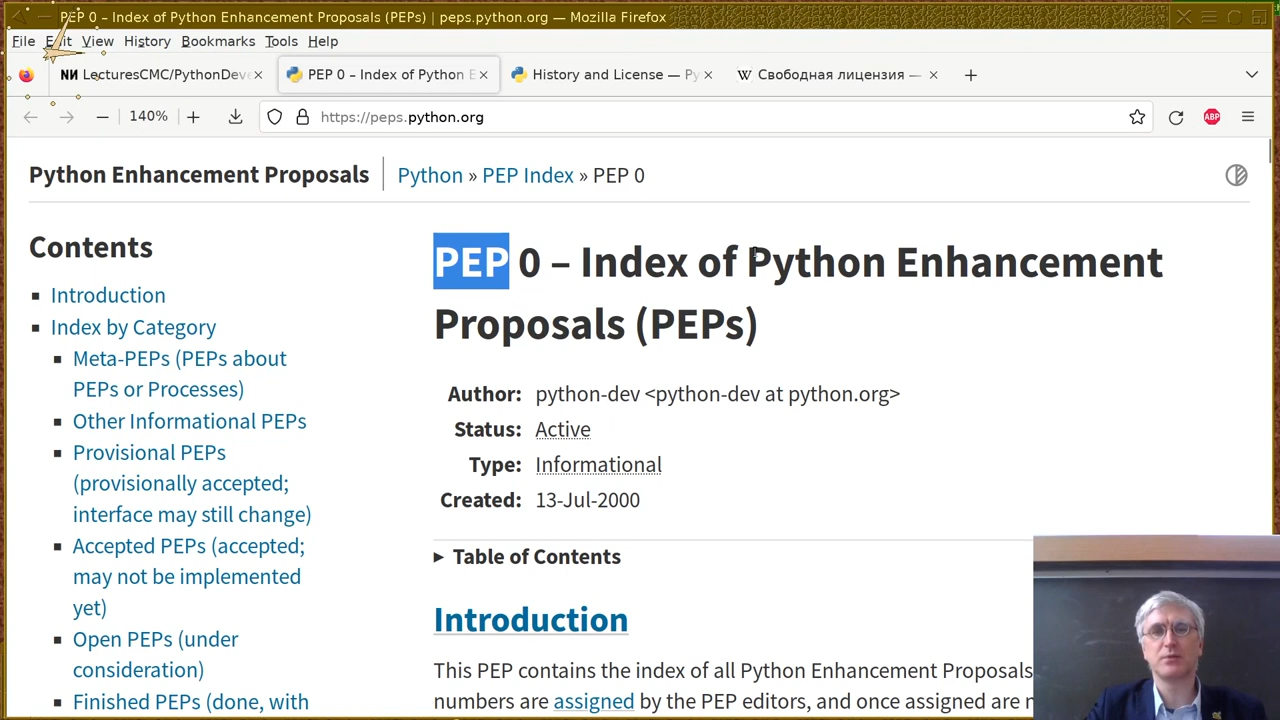 PEP 0 – Index of Python Enhancement Proposals (PEPs) | peps.python.org — Mozilla Firefox
File Edit View History Bookmarks Tools Help
LecturesCMC/PythonDeve
PEP 0 – Index of Python E
History and License — Py
W Свободная лицензия —
140%
https://peps.python.org
ABP
Python Enhancement Proposals
Python » PEP Index » PEP 0
Contents
Introduction
Index by Category
Meta-PEPs (PEPs about
PEPs or Processes)
Other Informational PEPs
Provisional PEPs
(provisionally accepted;
interface may still change)
Accepted PEPs (accepted;
may not be implemented
yet)
Open PEPs (under
consideration)
Finished PEPs (done, with
PEP 0 – Index of Python Enhancement
Proposals (PEPs)
Author: python-dev <python-dev at python.org>
Status: Active
Type: Informational
Created: 13-Jul-2000
Table of Contents
Introduction
This PEP contains the index of all Python Enhancement Proposals
numbers are assigned by the PEP editors, and once assigned are